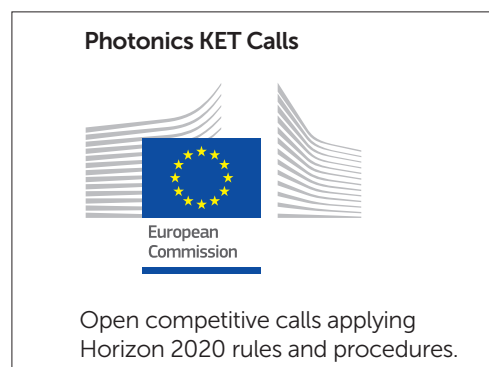 Photonics KET Calls
European
Commission
Open competitive calls applying
Horizon 2020 rules and procedures.